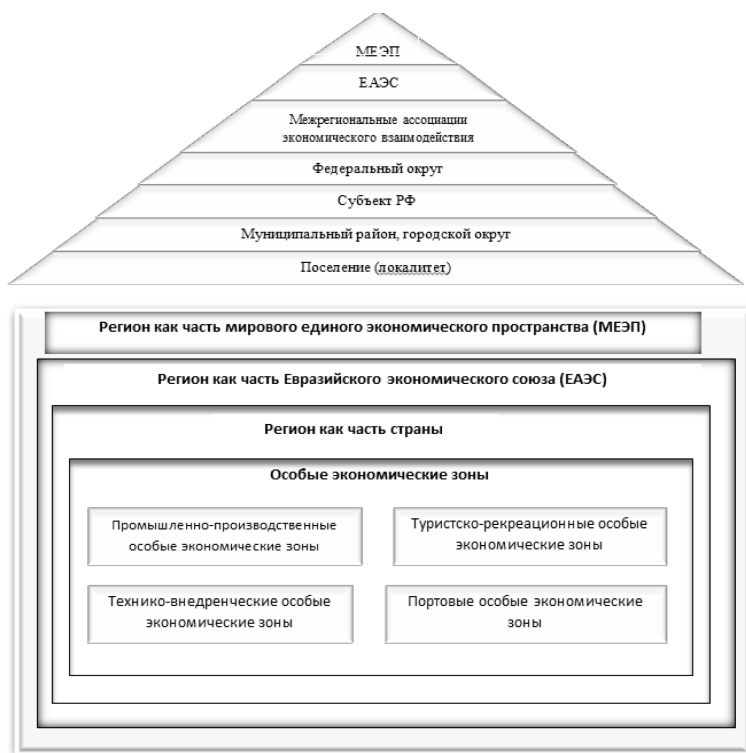 МЕЭП
ЕАЭС
Межрегиональные ассоциации
экономического взаимодействия
Федеральный округ
Субъект РФ
Муниципальный район, городской округ
Поселение (локалитет)
Регион как часть мирового единого экономического пространства (МЕЭП)
Регион как часть Евразийского экономического союза (ЕАЭС)
Регион как часть страны
Особые экономические зоны
Промышленно-производственные
особые экономические зоны
Туристско-рекреационные особые
экономические зоны
Технико-внедренческие особые
экономические зоны
Портовые особые экономические
зоны